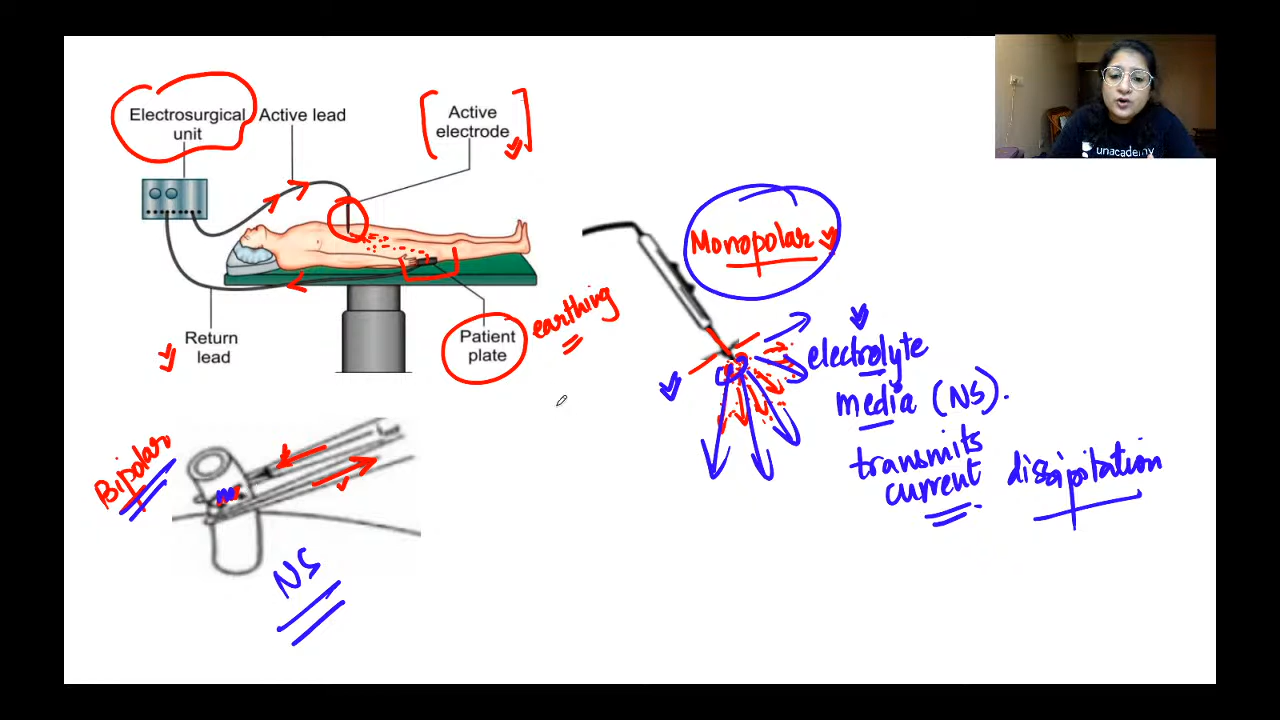 Electrosurgical
unit
Active lead
Active
electrode
Return
lead
Patient
plate
earthing
Monopolar
electrolyte
media (NS).
transmits
current
dissipitation
Bipolar
NS
unacademy